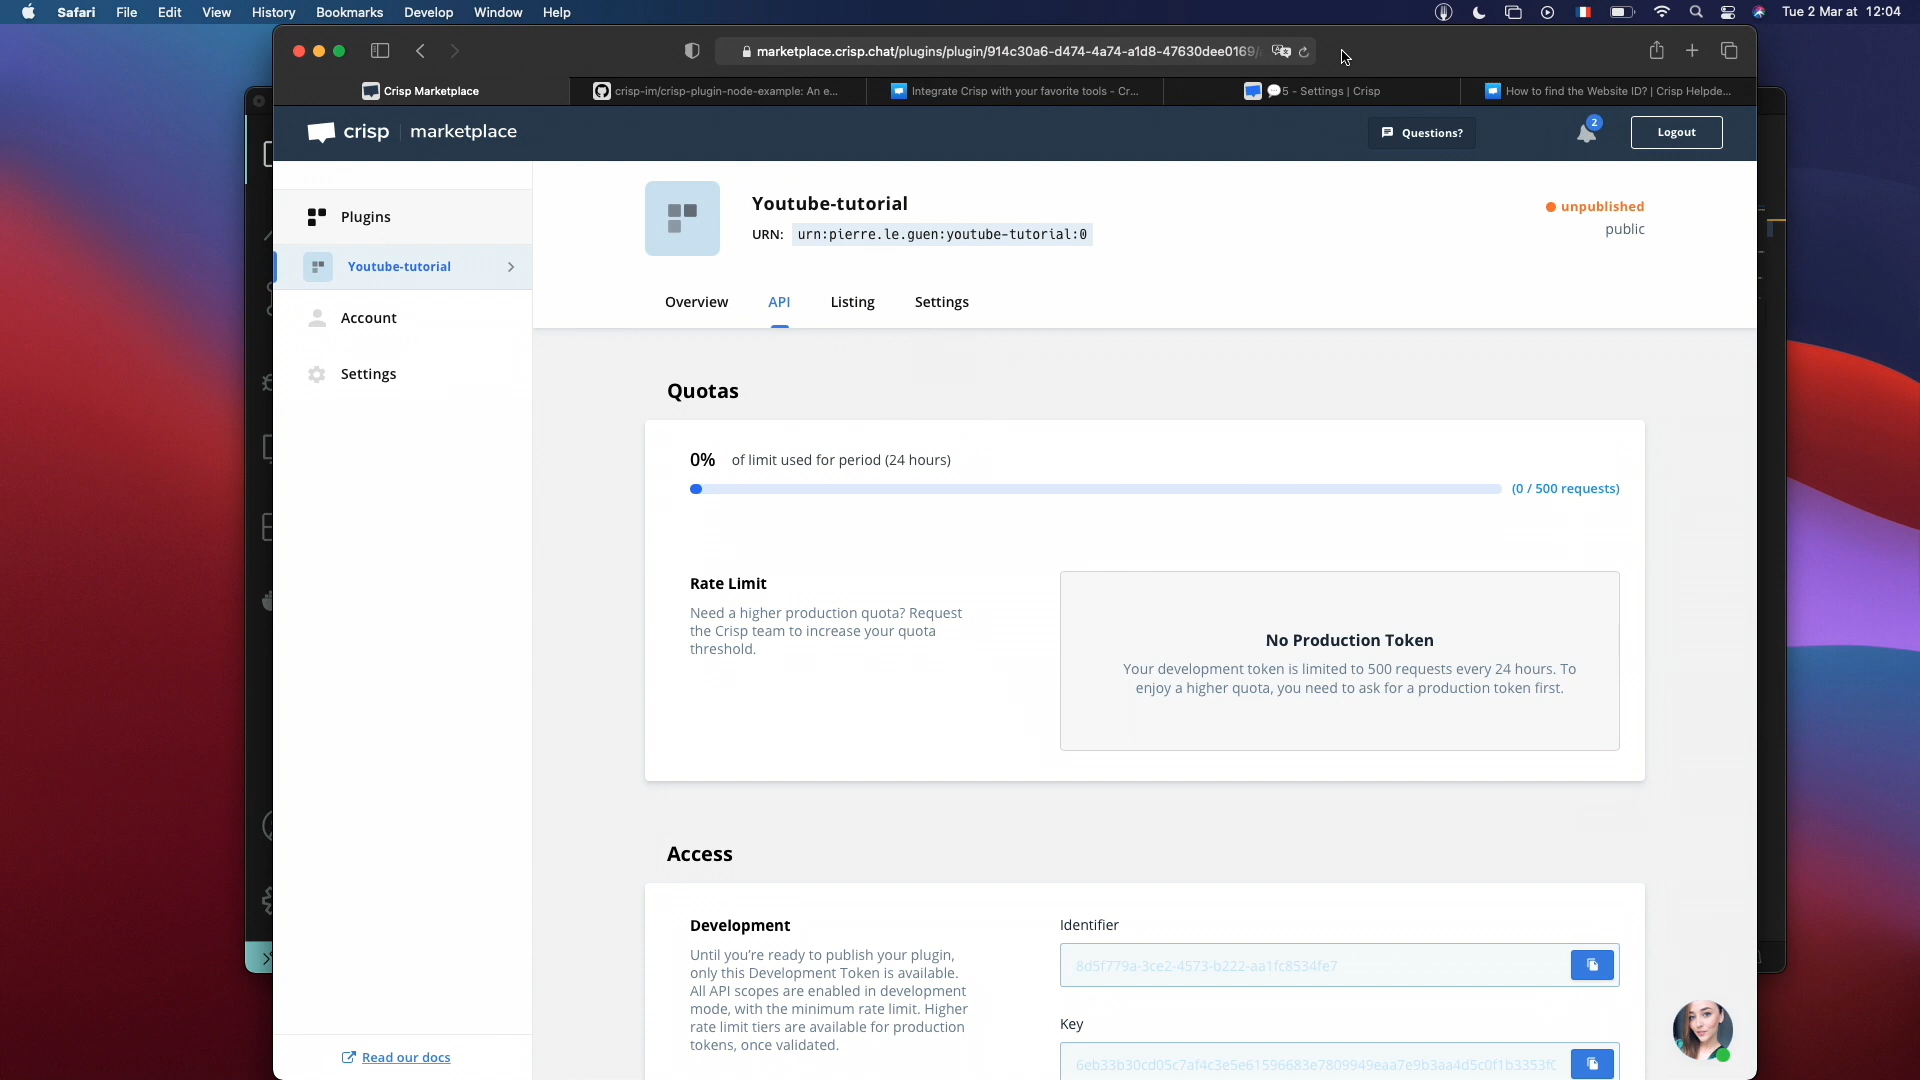 Safari File Edit View History Bookmarks Develop Window Help
Tue 2 Mar at 12:04
marketplace.crisp.chat/plugins/plugin/914c30a6-d474-4a74-a1d8-47630dee0169/
Crisp Marketplace
crisp-im/crisp-plugin-node-example: An e...
Integrate Crisp with your favorite tools - Cr...
5 - Settings | Crisp
How to find the Website ID? | Crisp Helpde...
crisp | marketplace
Questions?
2
Logout
Plugins
Youtube-tutorial
Account
Settings
Read our docs
Youtube-tutorial
URN: urn:pierre.le.guen:youtube-tutorial:0
unpublished
public
Overview API Listing Settings
Quotas
0% of limit used for period (24 hours)
(0 / 500 requests)
Rate Limit
Need a higher production quota? Request
the Crisp team to increase your quota
threshold.
No Production Token
Your development token is limited to 500 requests every 24 hours. To
enjoy a higher quota, you need to ask for a production token first.
Access
Development
Until you're ready to publish your plugin,
only this Development Token is available.
All API scopes are enabled in development
mode, with the minimum rate limit. Higher
rate limit tiers are available for production
tokens, once validated.
Identifier
8d5f779a-3ce2-4573-b222-aa1fc8534fe7
Key
6eb33b30cd05c7af4c3e5e61596683e7809949eaa7e9b3aa4d5c0f1b3353f0